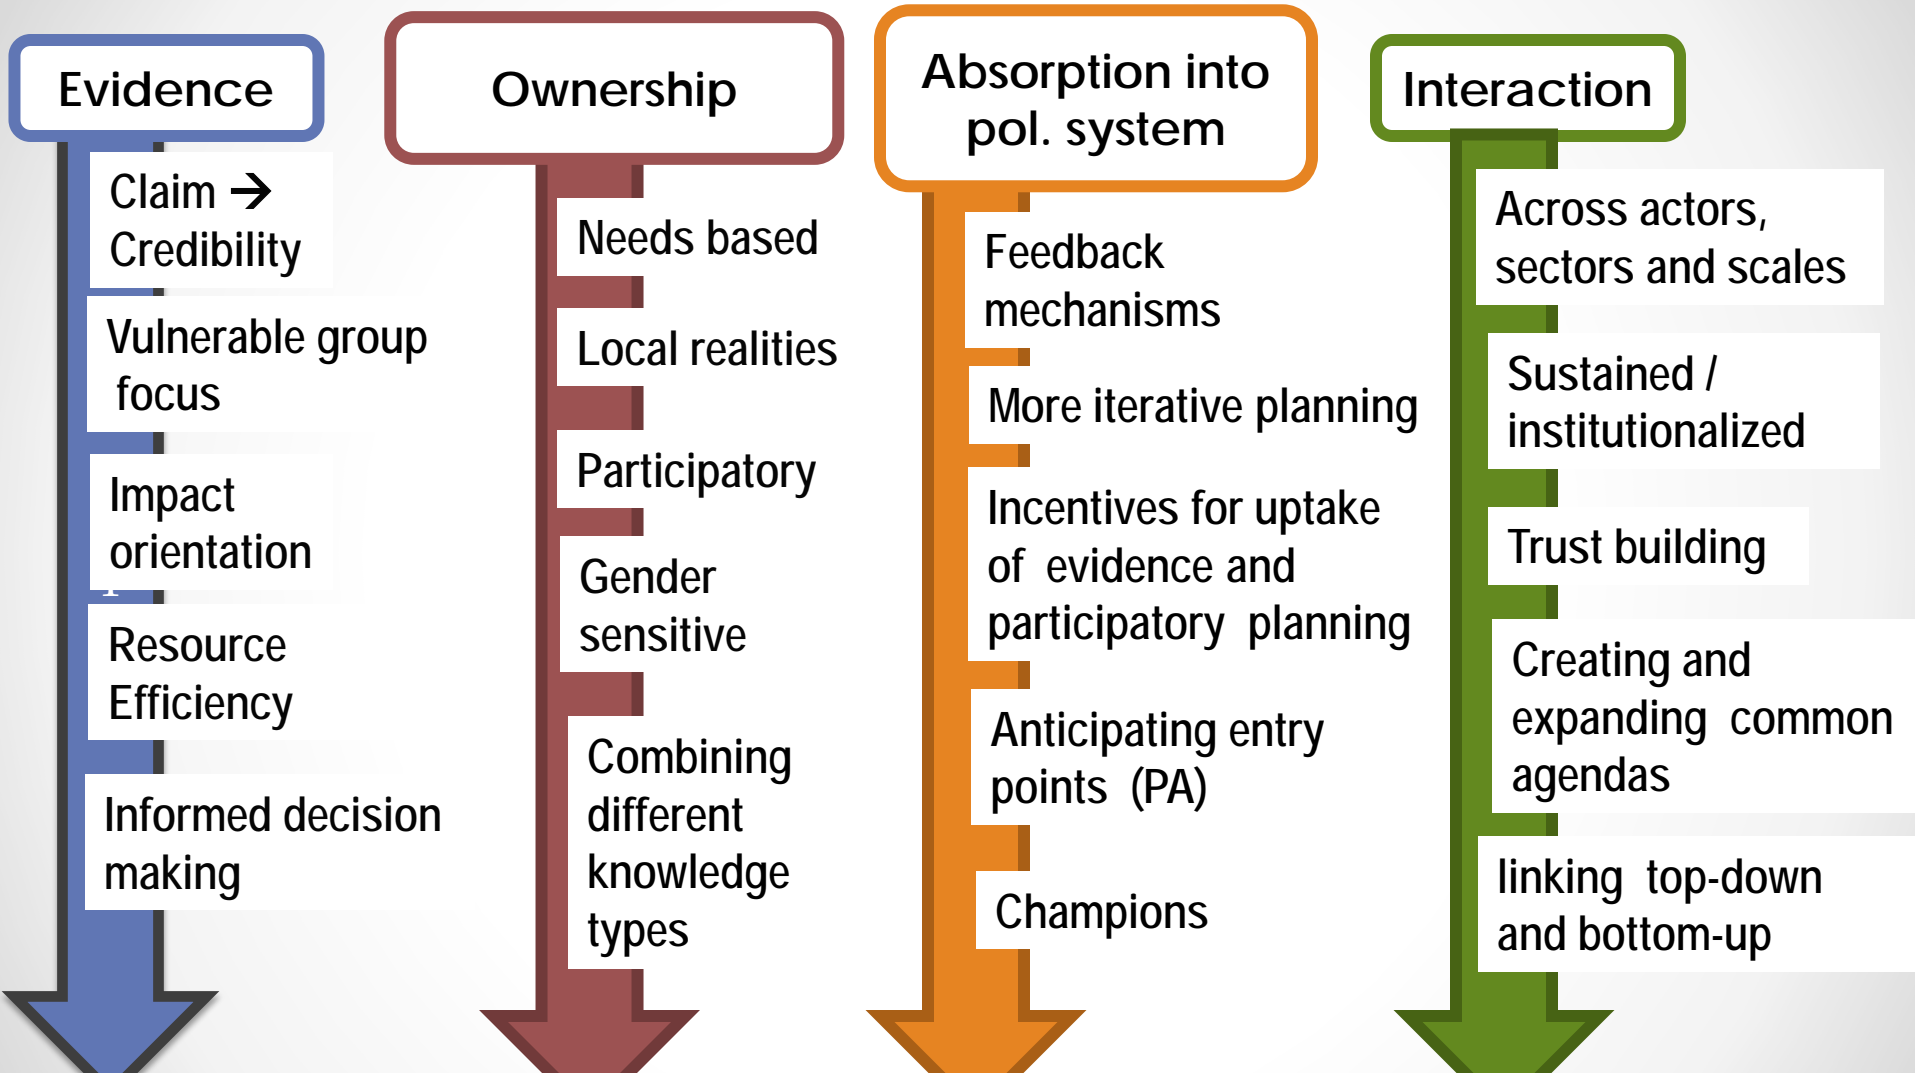 Evidence
Claim →
Credibility
Vulnerable group
focus
Impact
orientation
Resource
Efficiency
Informed decision
making
Ownership
Needs based
Local realities
Participatory
Gender
sensitive
Combining
different
knowledge
types
Absorption into
pol. system
Feedback
mechanisms
More iterative planning
Incentives for uptake
of evidence and
participatory planning
Anticipating entry
points (PA)
Champions
Interaction
Across actors,
sectors and scales
Sustained /
institutionalized
Trust building
Creating and
expanding common
agendas
linking top-down
and bottom-up